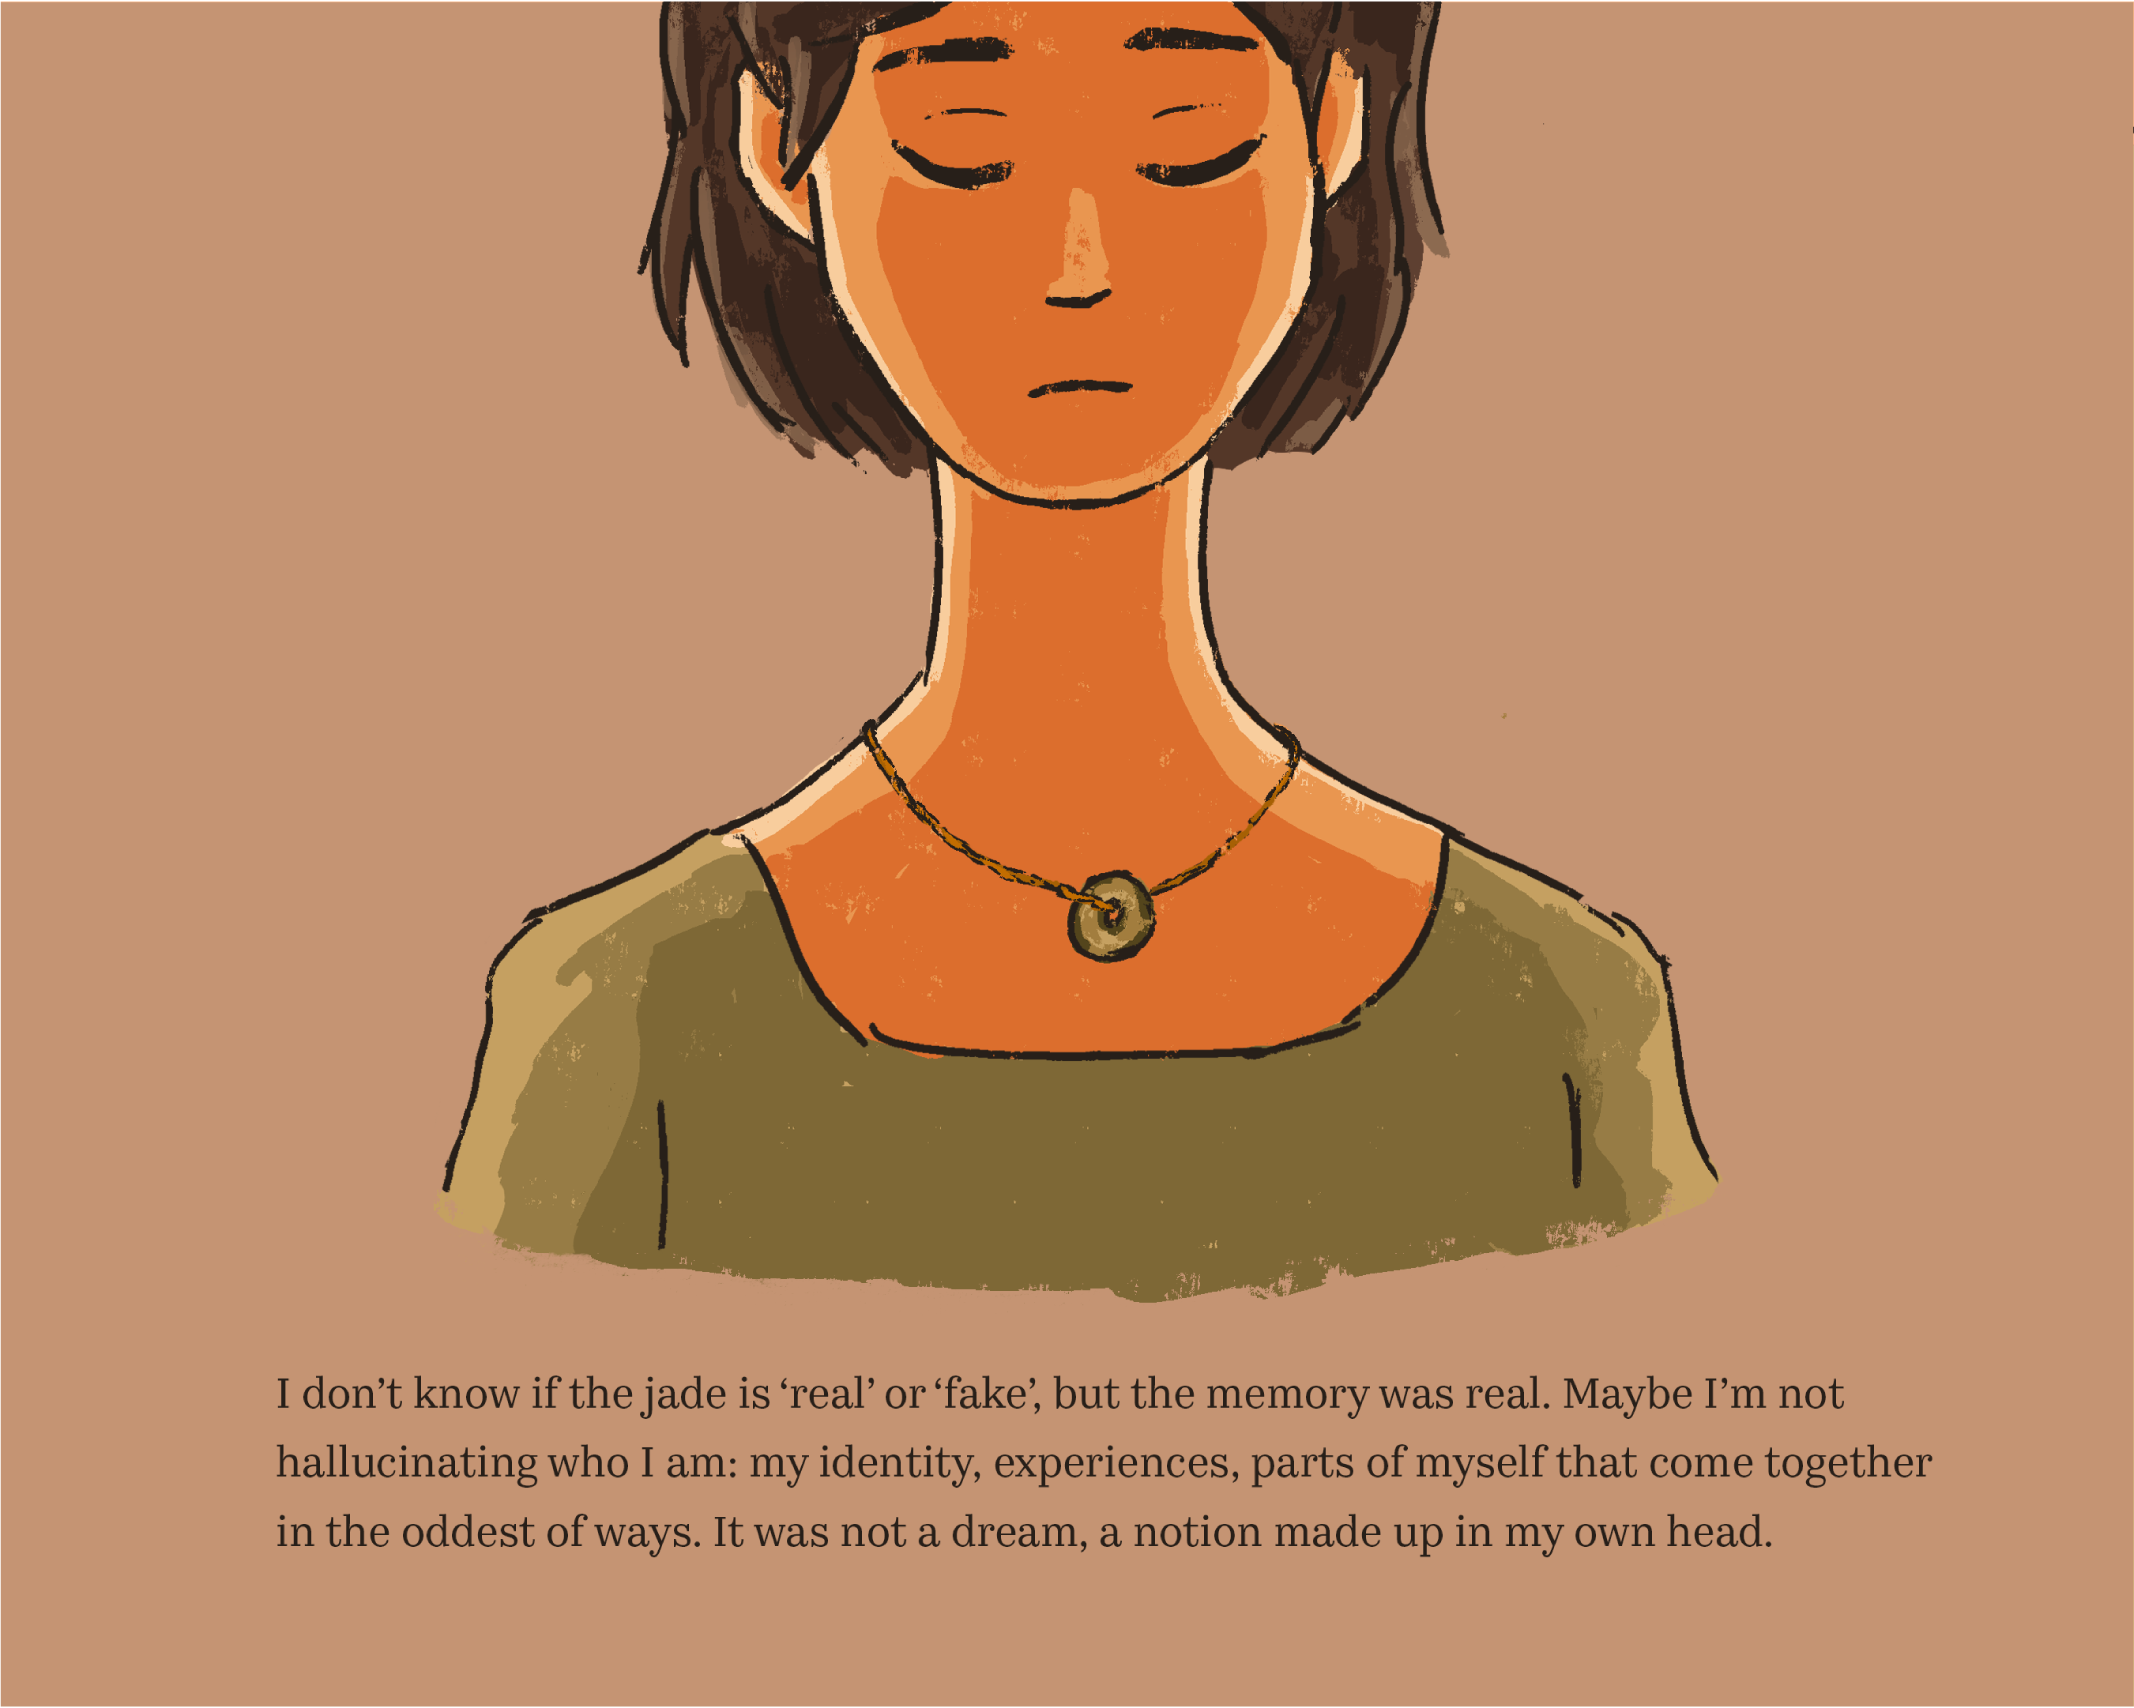 I don’t know if the jade is ‘real’ or ‘fake’, but the memory was real. Maybe I’m not
hallucinating who I am: my identity, experiences, parts of myself that come together
in the oddest of ways. It was not a dream, a notion made up in my own head.